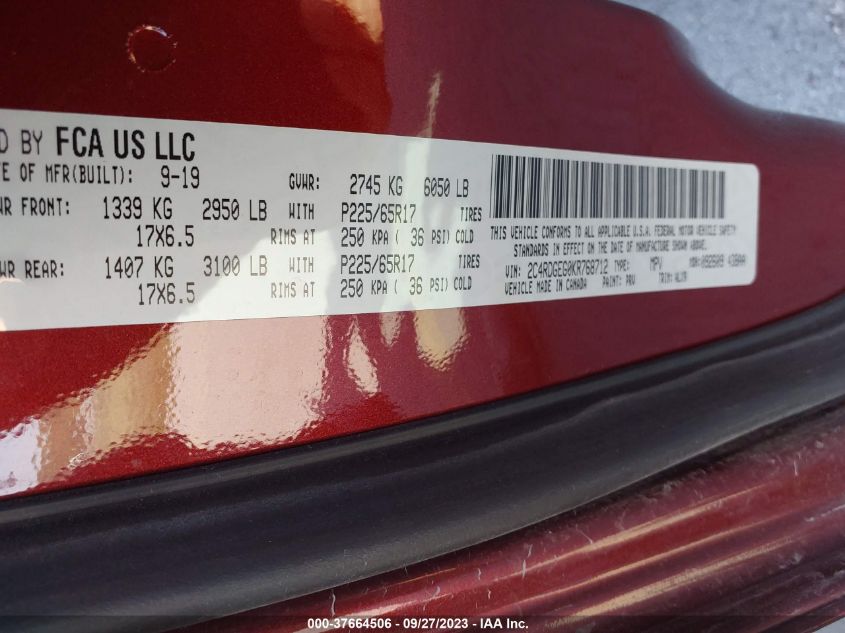 D BY FCA US LLC
TE OF MFR(BUILT): 9-19 GVWR: 2745 KG 6050 LB
WR FRONT: 1339 KG 2950 LB WITH P225/65R17 TIRES
17X6.5 RIMS AT 250 KPA ( 36 PSI) COLD
WR REAR: 1407 KG 3100 LB WITH P225/65R17 TIRES
17X6.5 RIMS AT 250 KPA ( 36 PSI) COLD
THIS VEHICLE CONFORMS TO ALL APPLICABLE U.S.A. FEDERAL MOTOR VEHICLE SAFETY
STANDARDS IN EFFECT ON THE DATE OF MANUFACTURE SHOWN ABOVE.
VIN: 2C4RDGEG0KR768712 TYPE: MPV MDH:
VEHICLE MADE IN CANADA PAINT: PRV TRIM:
000-37664506 - 09/27/2023 - IAA Inc.